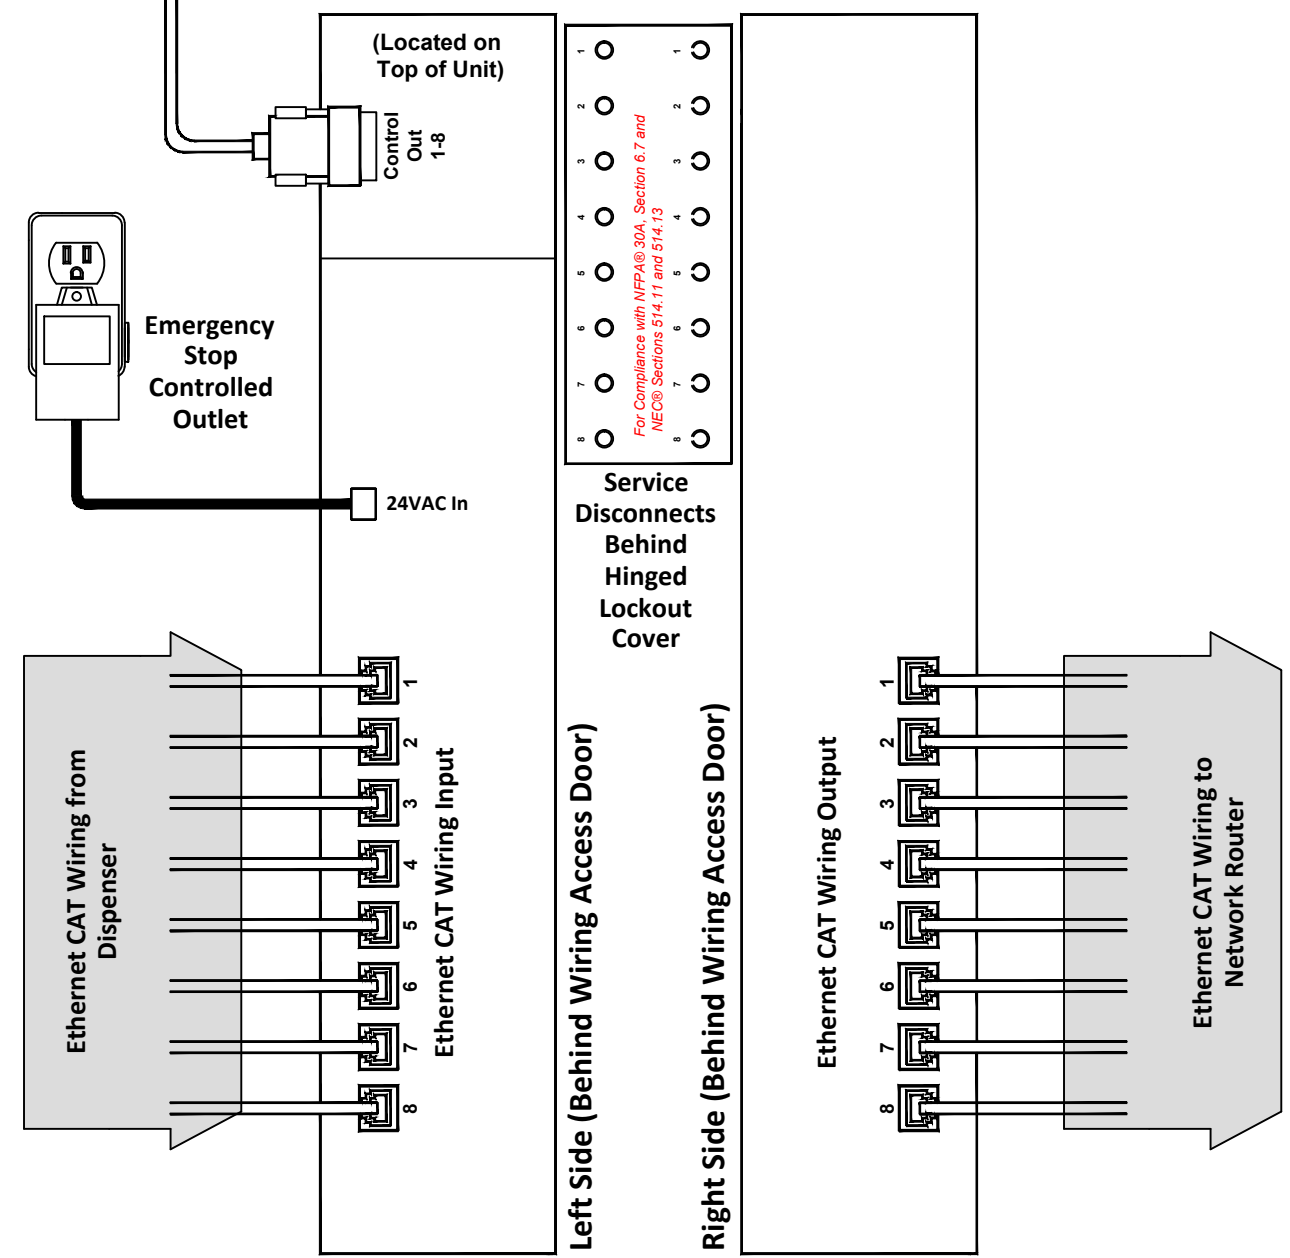 (Located on
Top of Unit)
Control
Out
1-8
1
2
3
4
5
6
7
8
For Compliance with NFPA® 30A, Section 6.7 and
NEC® Sections 514.11 and 514.13
1
2
3
4
5
6
7
8
Emergency
Stop
Controlled
Outlet
24VAC In
Service
Disconnects
Behind
Hinged
Lockout
Cover
Ethernet CAT Wiring from
Dispenser
1
2
3
4
5
6
7
8
Ethernet CAT Wiring Input
Left Side (Behind Wiring Access Door)
Right Side (Behind Wiring Access Door)
Ethernet CAT Wiring Output
1
2
3
4
5
6
7
8
Ethernet CAT Wiring to
Network Router